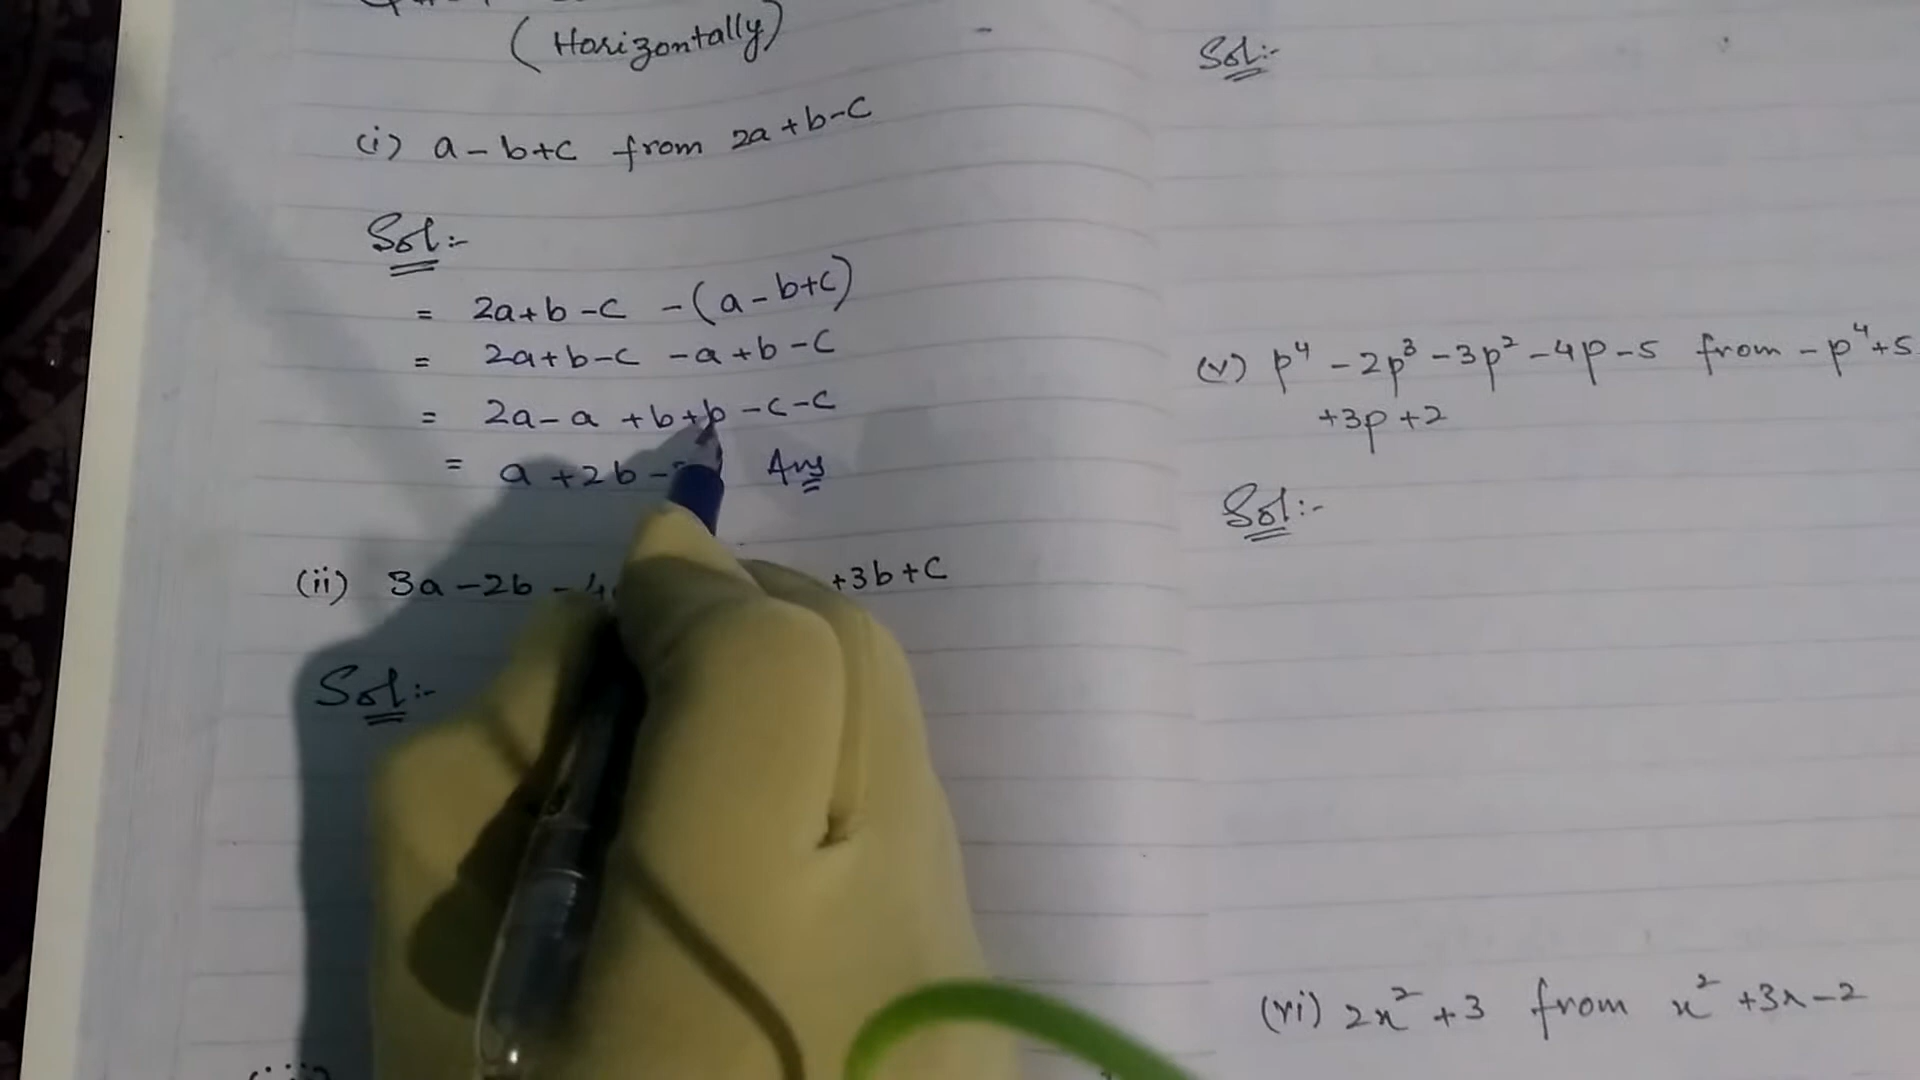 (Horizontally)
(i) a - b + c from 2a + b - c
Sol:-
= 2a + b - c - (a - b + c)
= 2a + b - c - a + b - c
= 2a - a + b + b - c - c
= a + 2b - Ans
(ii) 3a - 2b - 4 + 3b + c
Sol:-
Sol:-
(v) p⁴ - 2p³ - 3p² - 4p - 5 from - p⁴ + 5
+ 3p + 2
Sol:-
(vi) 2x² + 3 from x² + 3x - 2